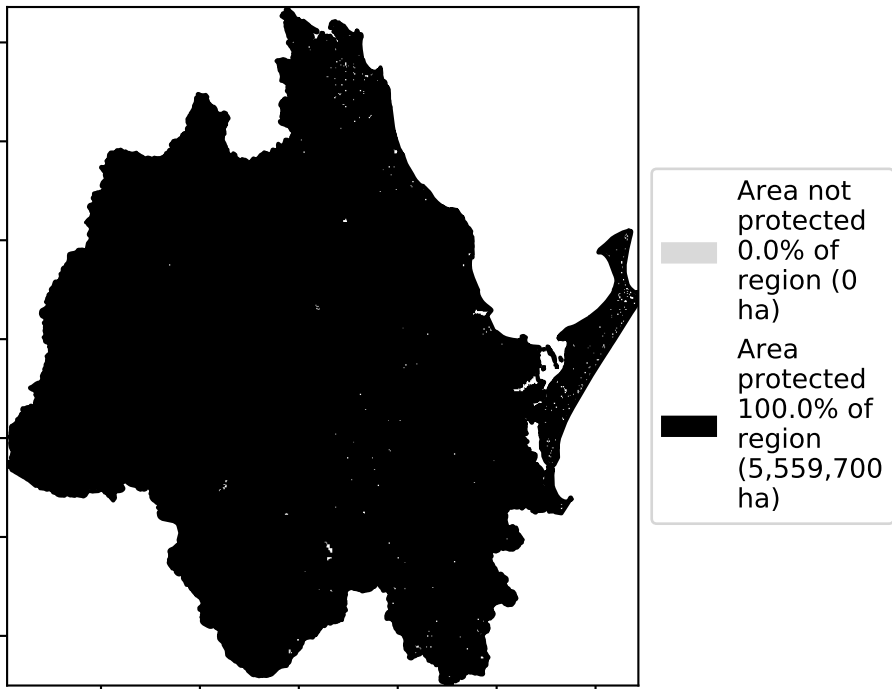 Area not
protected
0.0% of
region (0
ha)
Area
protected
100.0% of
region
(5,559,700
ha)